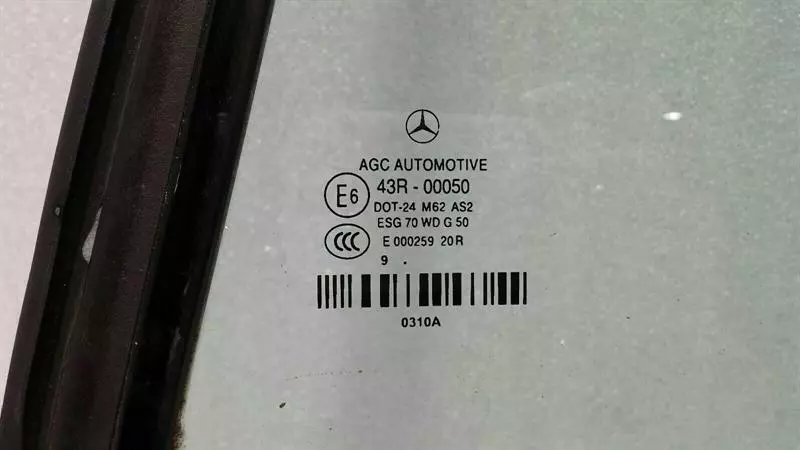 AGC AUTOMOTIVE
E6 43R - 00050
DOT-24 M62 AS2
ESG 70 WD G 50
CCC E 000259 20R
9 .
0310A